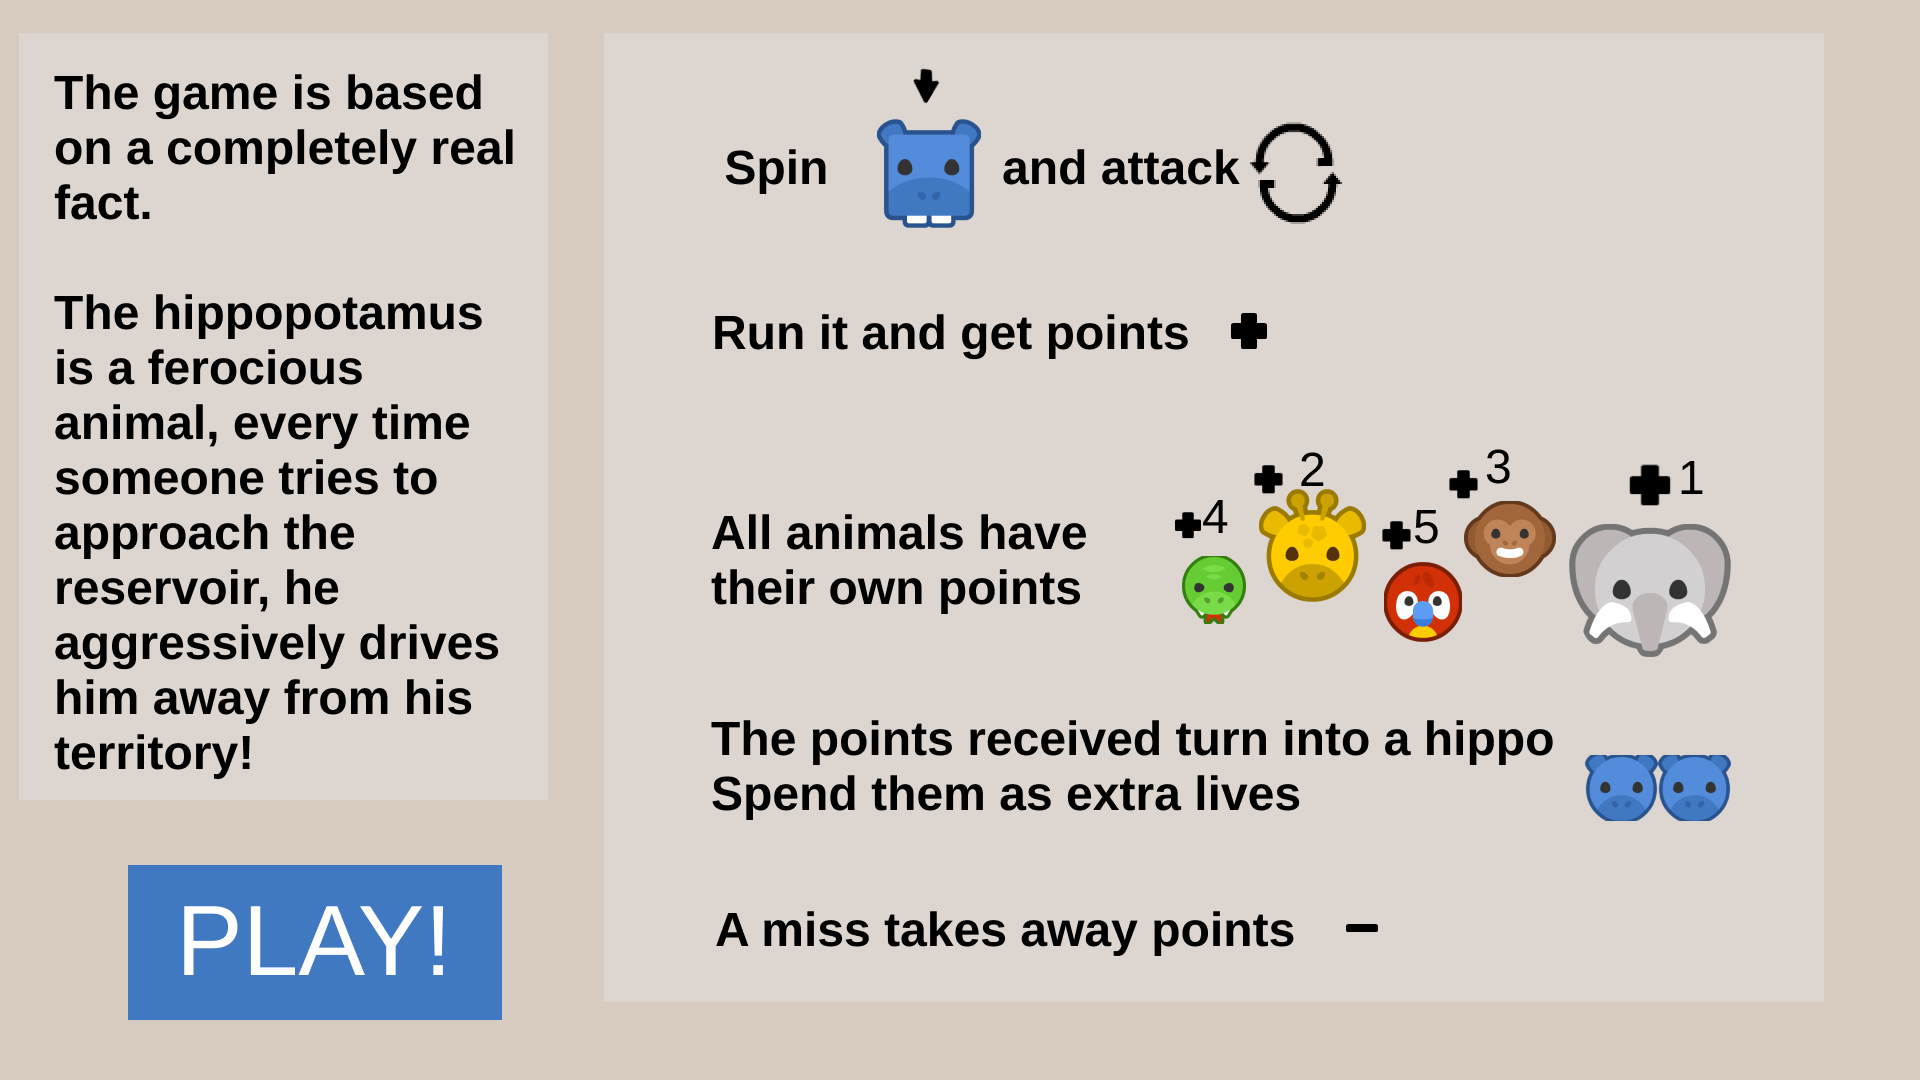 The game is based
on a completely real
fact.
The hippopotamus
is a ferocious
animal, every time
someone tries to
approach the
reservoir, he
aggressively drives
him away from his
territory!
PLAY!
Spin and attack
Run it and get points
All animals have
their own points
4
2
5
3
1
The points received turn into a hippo
Spend them as extra lives
A miss takes away points